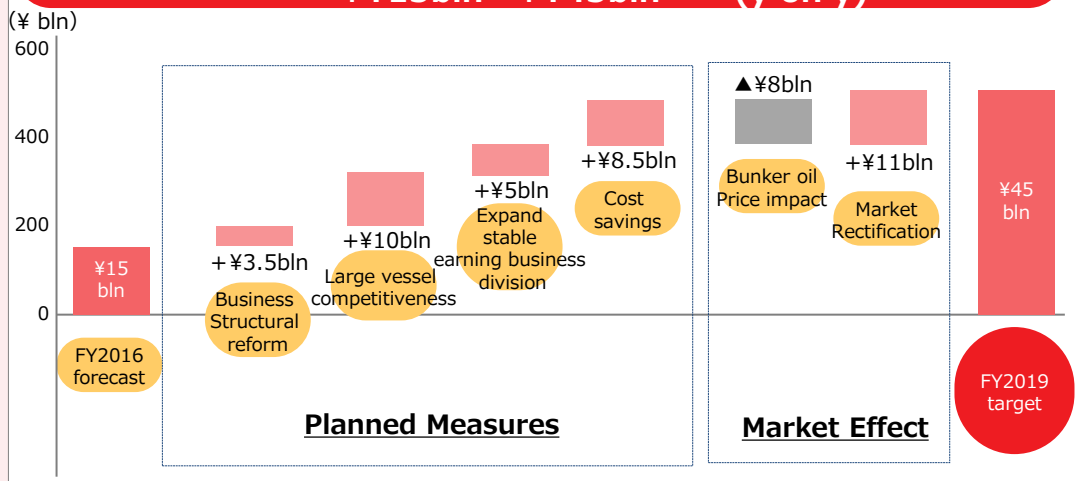 (¥ bln)
600
400
200
0
¥15
bln
FY2016
forecast
+¥3.5bln
Business
Structural
reform
+¥10bln
Large vessel
competitiveness
+¥5bln
Expand
stable
earning business
division
+¥8.5bln
Cost
savings
Planned Measures
▲¥8bln
Bunker oil
Price impact
+¥11bln
Market
Rectification
Market Effect
¥45
bln
FY2019
target